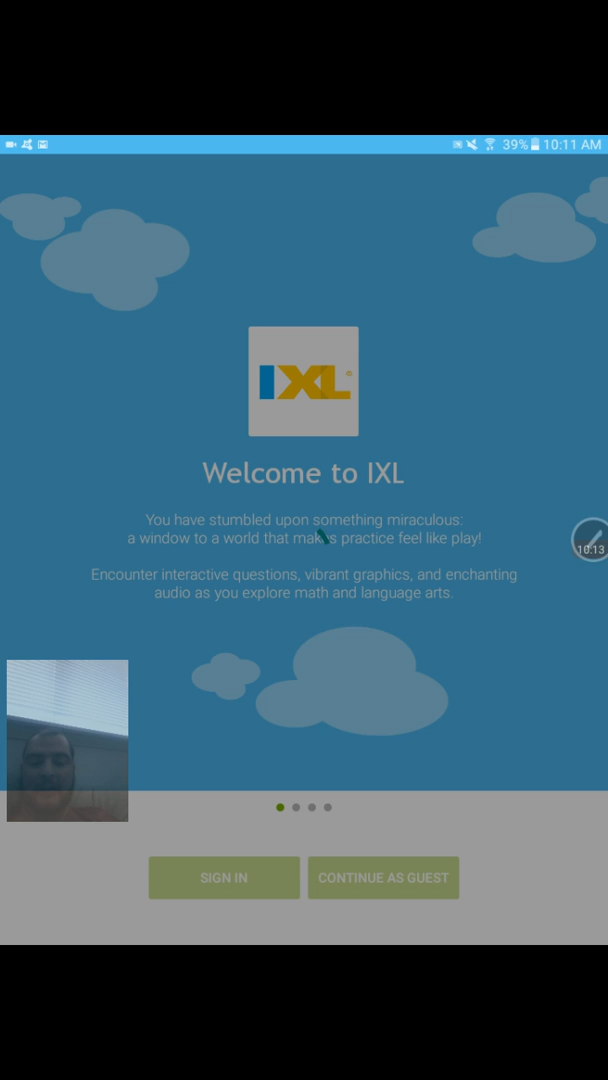 39% 10:11 AM
IXL
Welcome to IXL
You have stumbled upon something miraculous:
a window to a world that makes practice feel like play!
Encounter interactive questions, vibrant graphics, and enchanting
audio as you explore math and language arts.
10:13
SIGN IN
CONTINUE AS GUEST